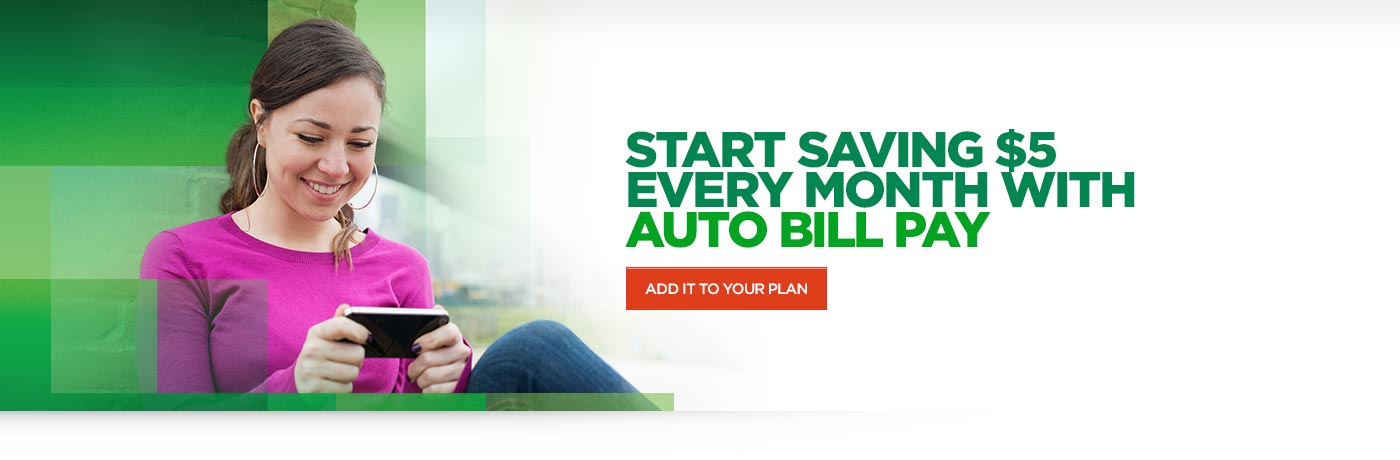 START SAVING $5
EVERY MONTH WITH
AUTO BILL PAY
ADD IT TO YOUR PLAN